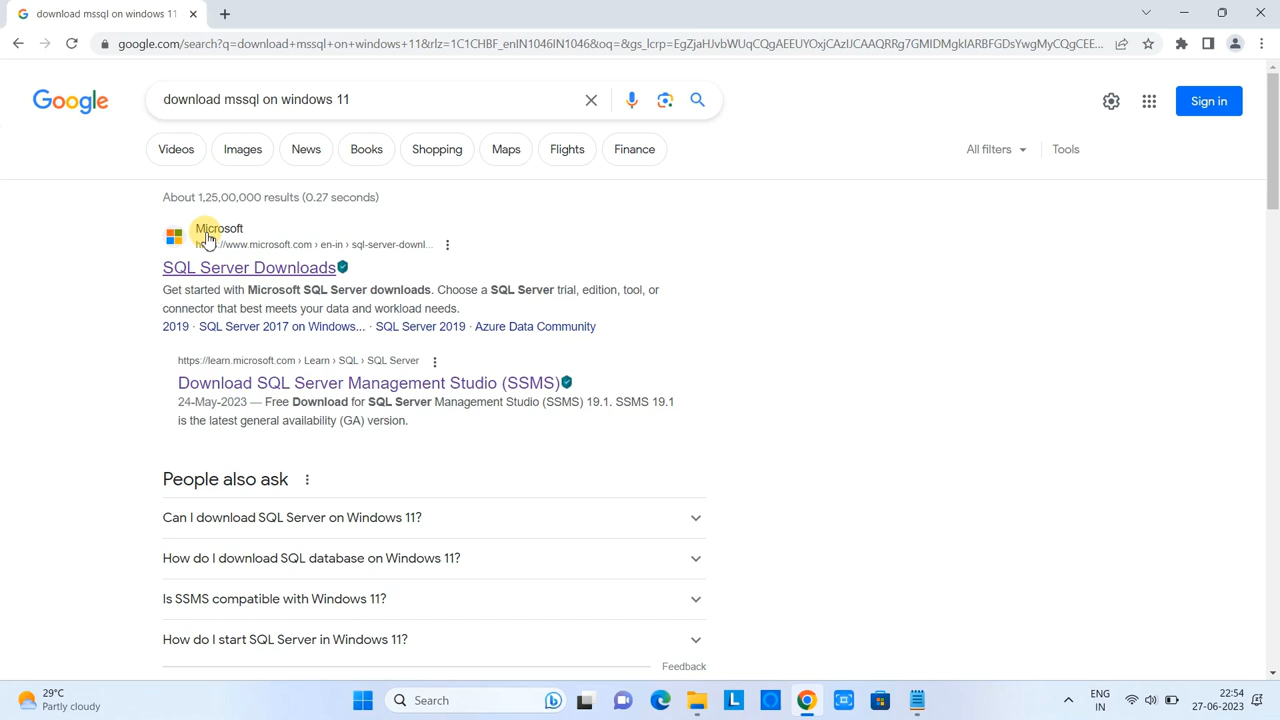 download mssql on windows 11
google.com/search?q=download+mssql+on+windows+11&rlz=1C1CHBF_enIN1046IN1046&oq=&gs_lcrp=EgZjaHJvbWUqCQgAEEUYOxjCAzIJCAAQRRg7GMIDMgkIARBFGDsYwgMyCQgCEE...
Google
download mssql on windows 11
Sign in
Videos
Images
News
Books
Shopping
Maps
Flights
Finance
All filters
Tools
About 1,25,00,000 results (0.27 seconds)
Microsoft
://www.microsoft.com › en-in › sql-server-downl...
SQL Server Downloads
Get started with Microsoft SQL Server downloads. Choose a SQL Server trial, edition, tool, or
connector that best meets your data and workload needs.
2019 · SQL Server 2017 on Windows... · SQL Server 2019 · Azure Data Community
https://learn.microsoft.com › Learn › SQL › SQL Server
Download SQL Server Management Studio (SSMS)
24-May-2023 — Free Download for SQL Server Management Studio (SSMS) 19.1. SSMS 19.1
is the latest general availability (GA) version.
People also ask
Can I download SQL Server on Windows 11?
How do I download SQL database on Windows 11?
Is SSMS compatible with Windows 11?
How do I start SQL Server in Windows 11?
Feedback
29°C
Partly cloudy
Search
L
ENG
IN
22:54
27-06-2023